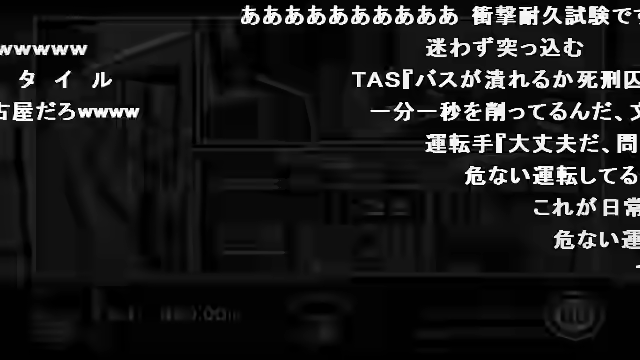 ああああああああああ 衝撃耐久試験です
wwwwww
迷わず突っ込む
タ イ ル
TAS『バスが潰れるか死刑囚
古屋だろwwww
一分一秒を削ってるんだ、文
運転手『大丈夫だ、問
危ない運転してる
これが日常
危ない運